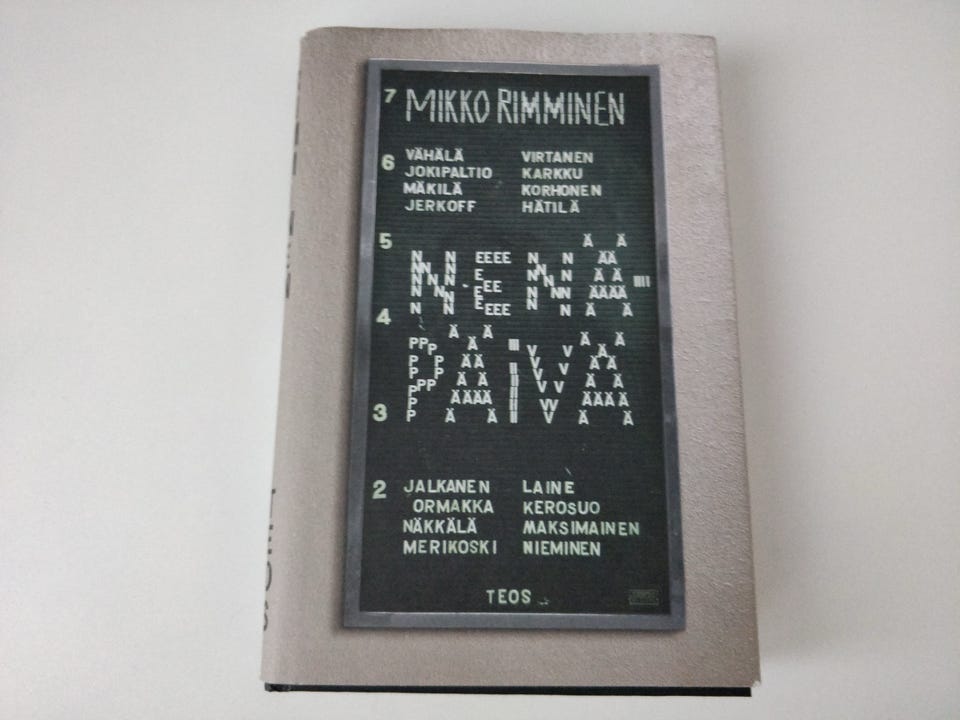 7 MIKKO RIMMINEN
6 VÄHÄLÄ VIRTANEN
JOKIPALTIO KARKKU
MÄKILÄ KORHONEN
JERKOFF HÄTILÄ
5
NENÄ
4
PÄIVÄ
3
2 JALKANEN LAINE
ORMAKKA KEROSUO
NÄKKÄLÄ MAKSIMAINEN
MERIKOSKI NIEMINEN
TEOS